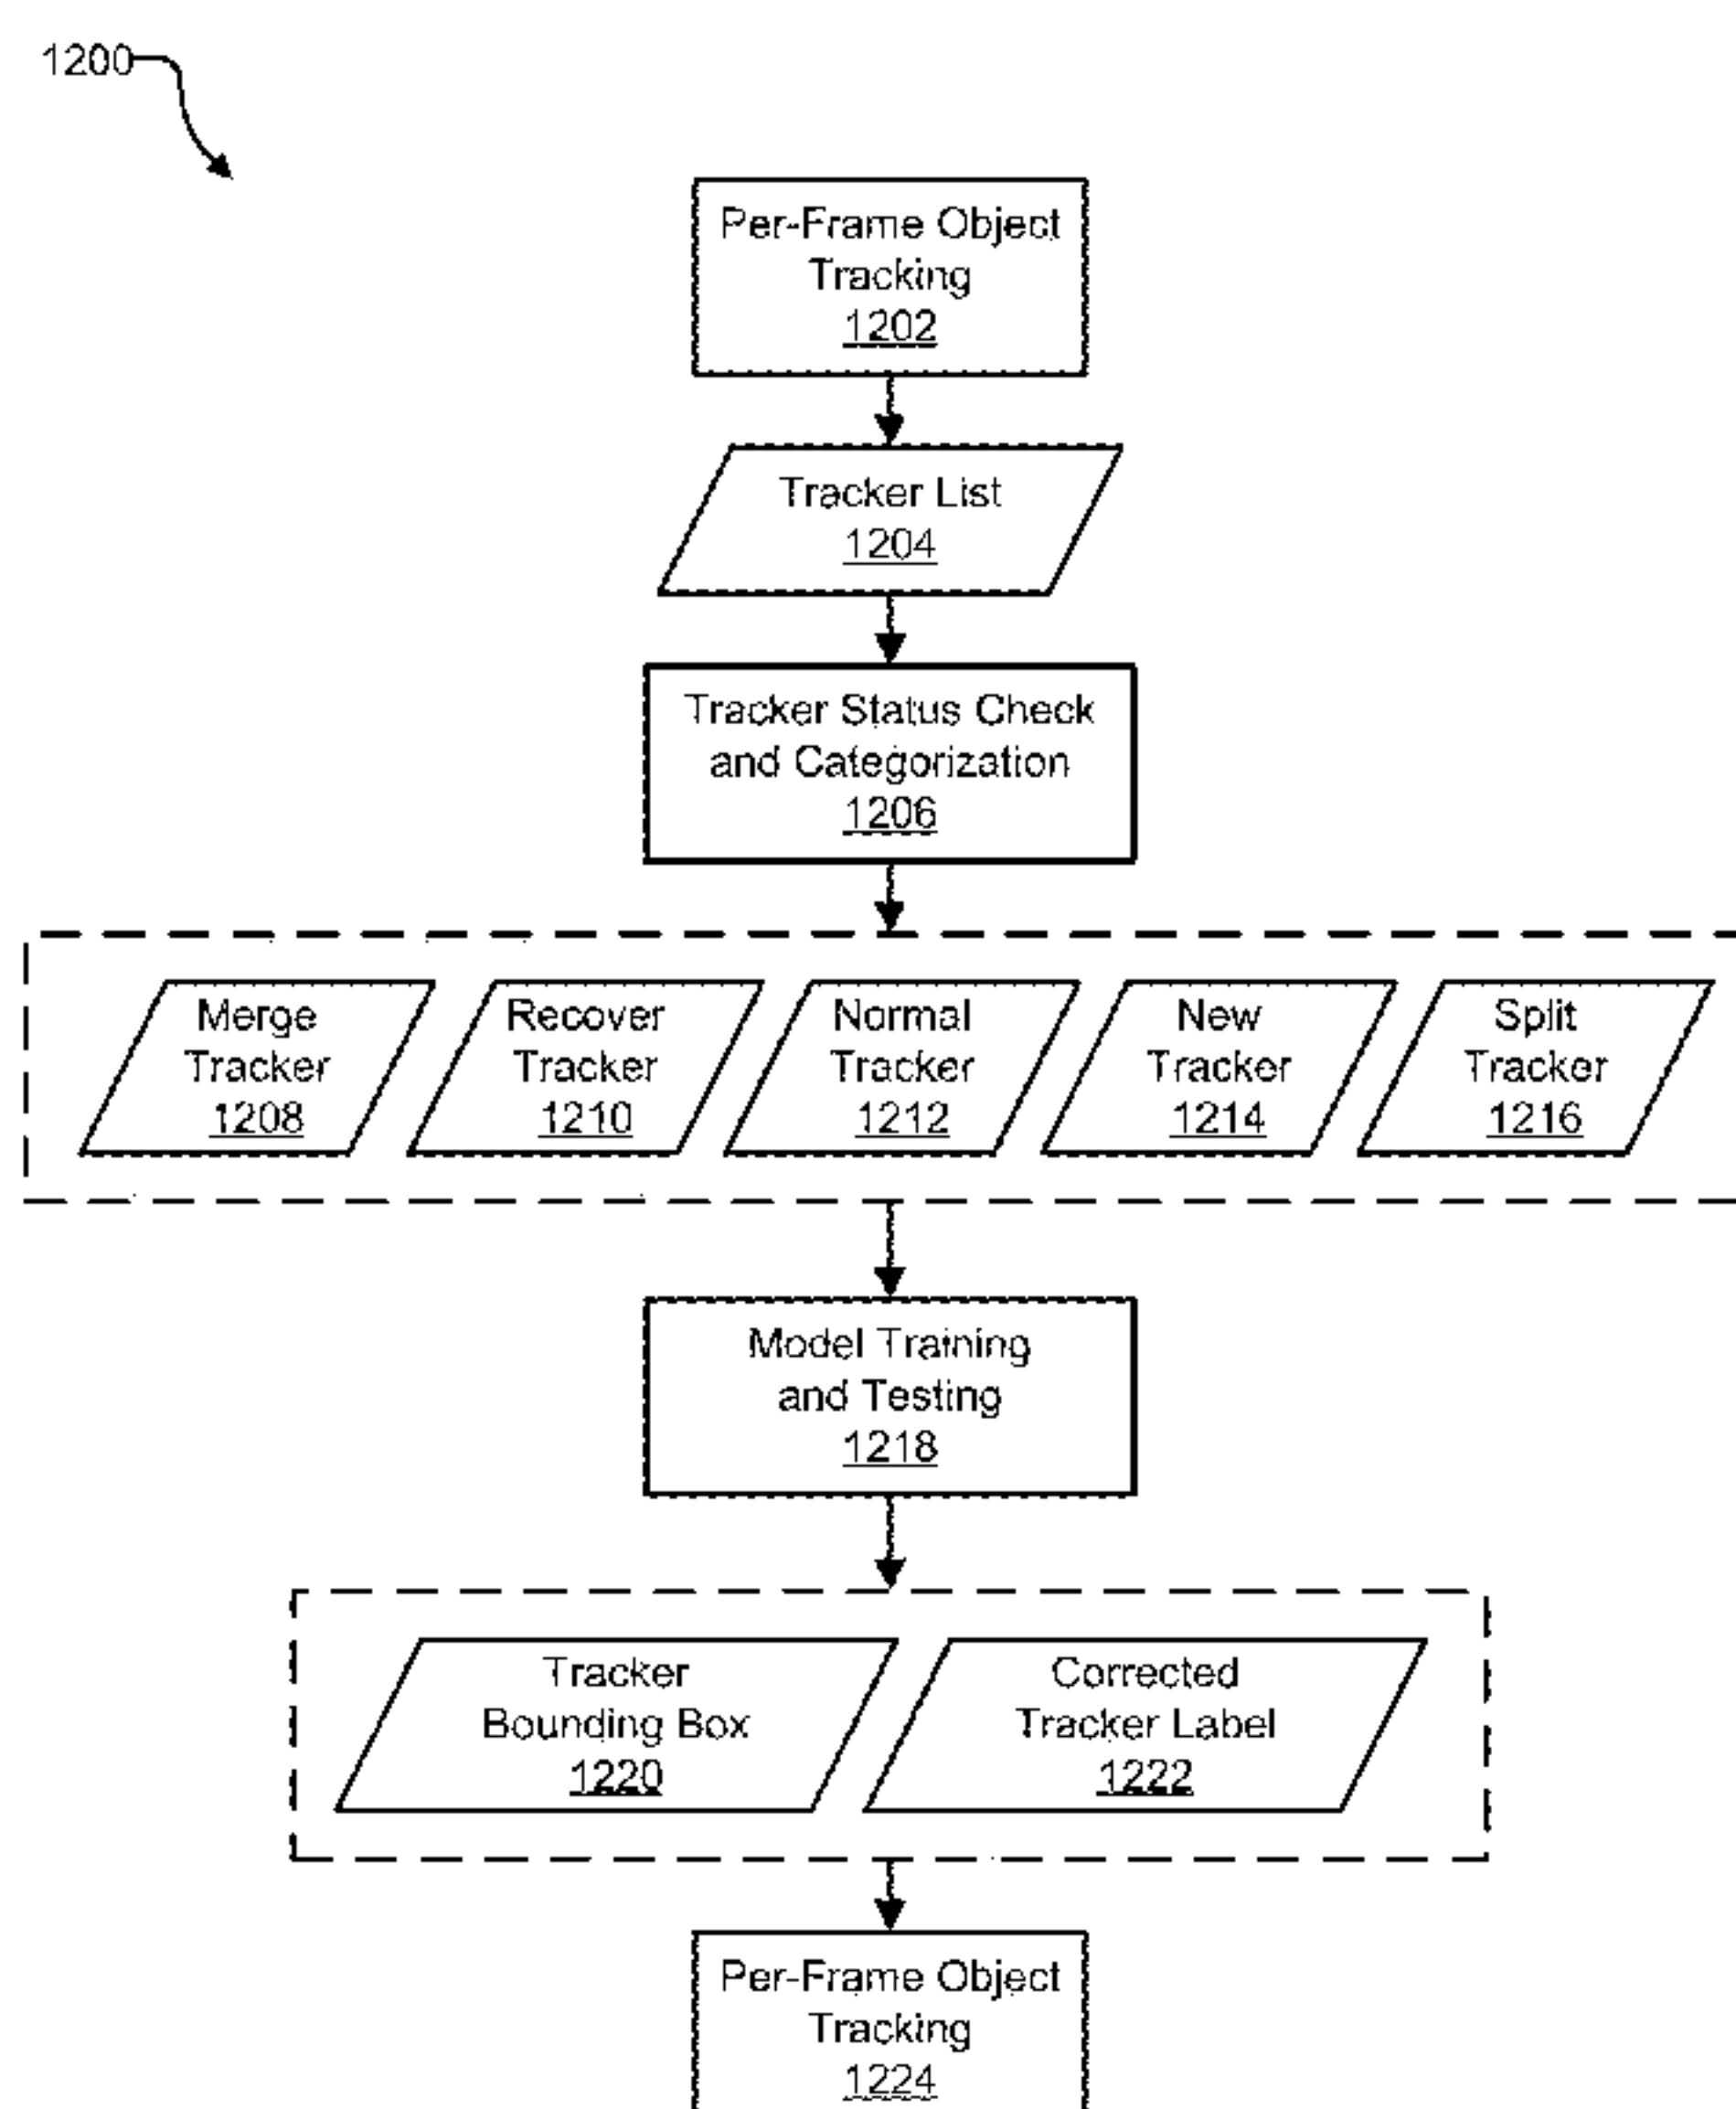 1200
Per-Frame Object
Tracking
1202
Tracker List
1204
Tracker Status Check
and Categorization
1206
Merge
Tracker
1208
Recover
Tracker
1210
Normal
Tracker
1212
New
Tracker
1214
Split
Tracker
1216
Model Training
and Testing
1218
Tracker
Bounding Box
1220
Corrected
Tracker Label
1222
Per-Frame Object
Tracking
1224